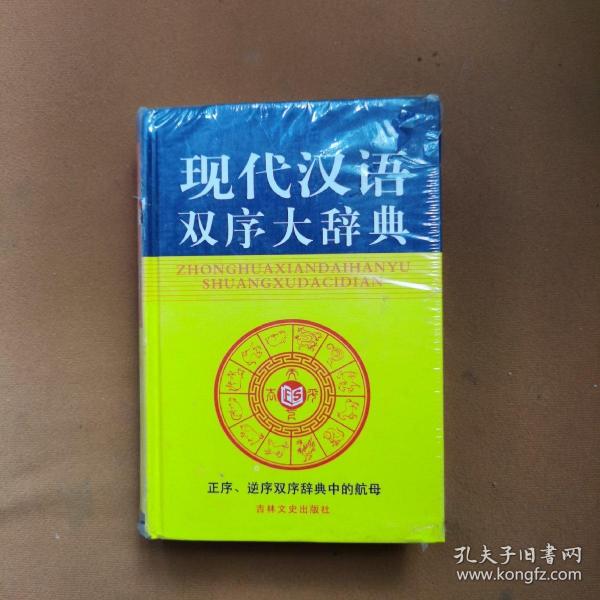 现代汉语
双序大辞典
ZHONGHUAXIANDAIHANYU
SHUANGXUDACIDIAN
正序、逆序双序辞典中的航母
吉林文史出版社
孔夫子旧书网
www.kongfz.com